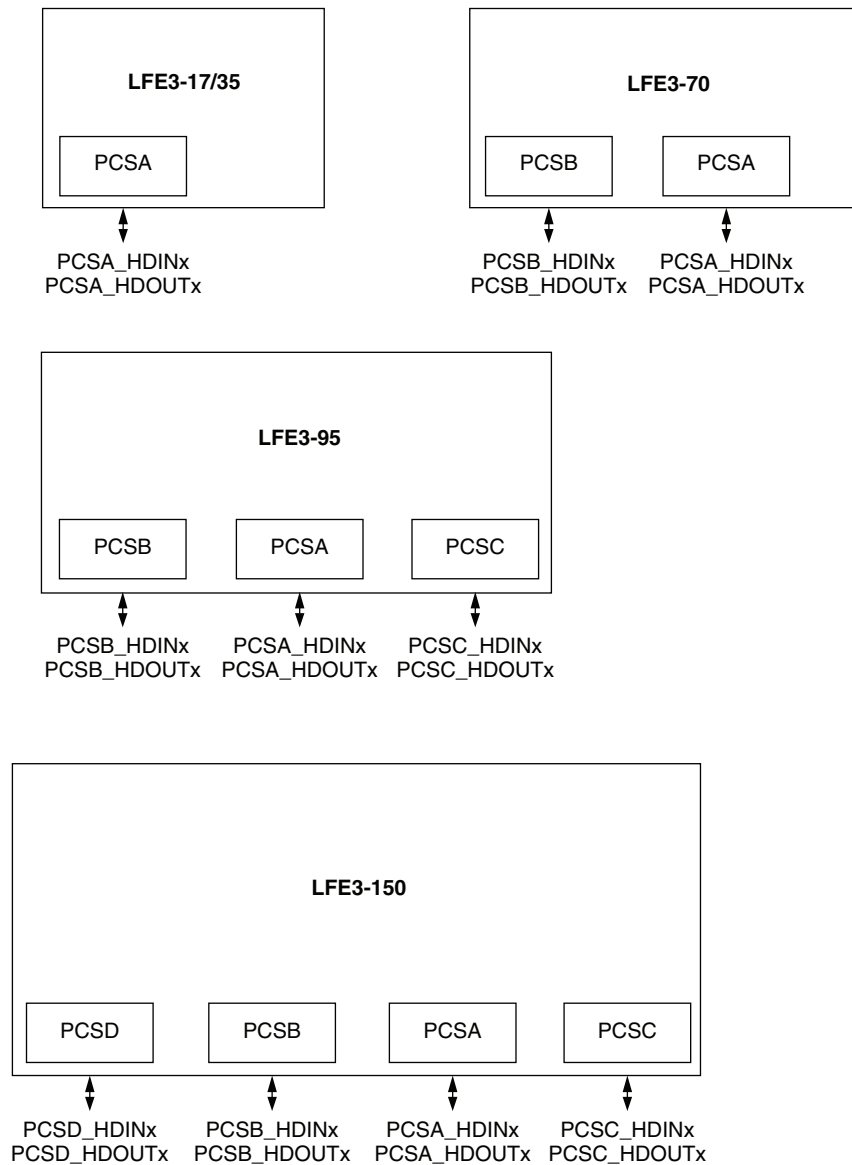 LFE3-17/35
PCSA
PCSA_HDINx
PCSA_HDOUTx
LFE3-70
PCSB
PCSA
PCSB_HDINx
PCSB_HDOUTx
PCSA_HDINx
PCSA_HDOUTx
LFE3-95
PCSB
PCSA
PCSC
PCSB_HDINx
PCSB_HDOUTx
PCSA_HDINx
PCSA_HDOUTx
PCSC_HDINx
PCSC_HDOUTx
LFE3-150
PCSD
PCSB
PCSA
PCSC
PCSD_HDINx
PCSD_HDOUTx
PCSB_HDINx
PCSB_HDOUTx
PCSA_HDINx
PCSA_HDOUTx
PCSC_HDINx
PCSC_HDOUTx